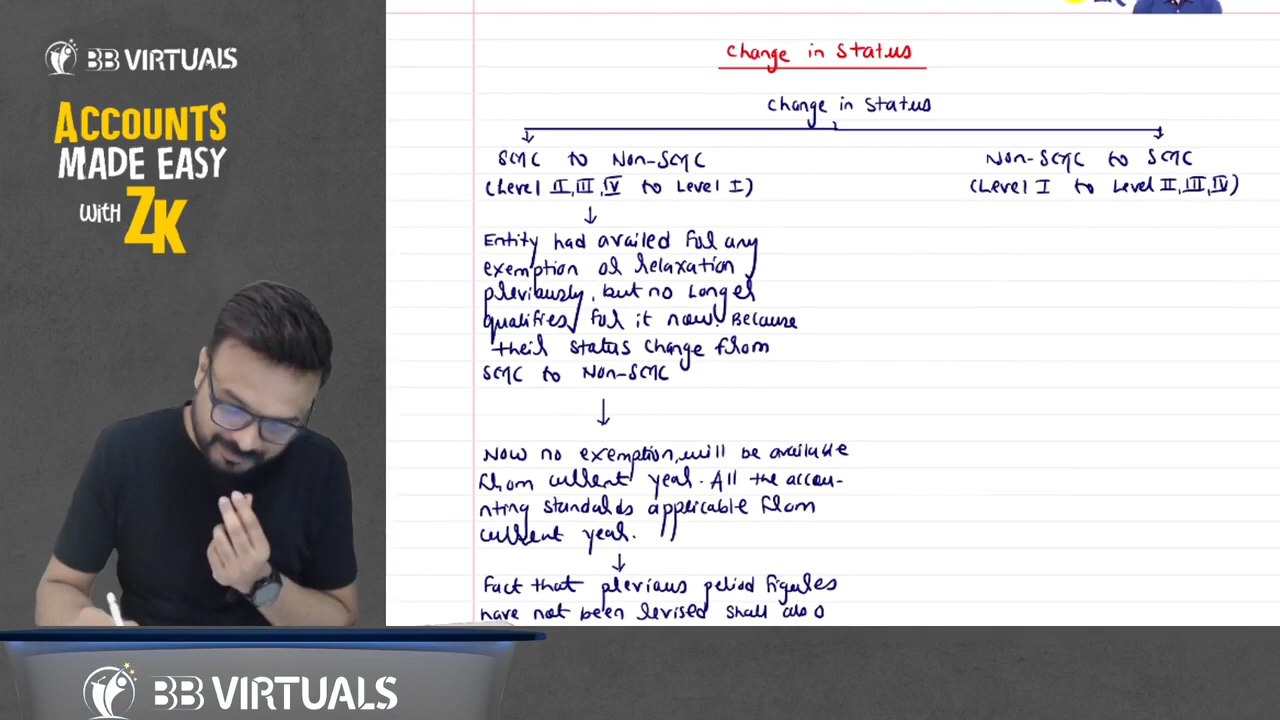 BB VIRTUALS
ACCOUNTS
MADE EASY
WITH ZK
Change in Status
Change in Status
SMC to Non-SMC
(Level II, III, IV to Level I)
Entity had availed for any
exemption or relaxation
previously, but no longer
qualifies for it now. Because
their status change from
SMC to Non-SMC
Now no exemption, will be available
from current year. All the accou-
nting standards applicable from
current year.
Fact that previous period figures
have not been revised shall also
Non-SMC to SMC
(Level I to Level II, III, IV)
BB VIRTUALS